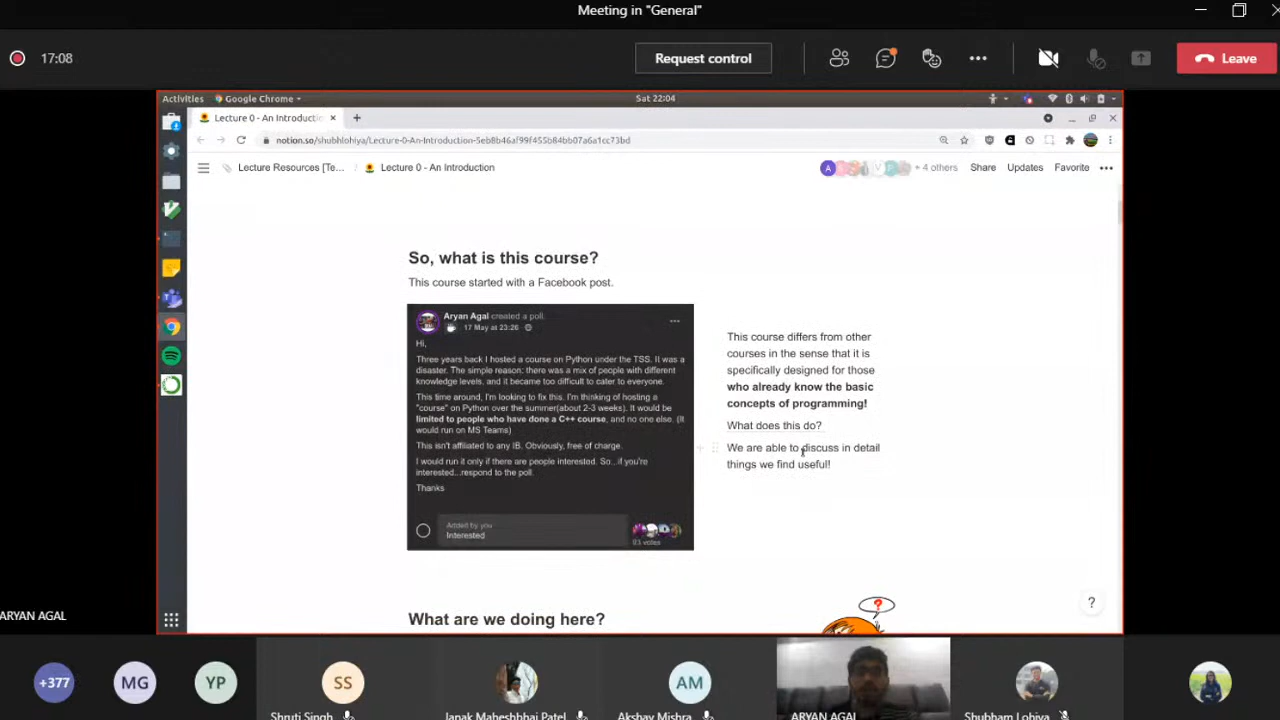 Meeting in "General"
17:08
Request control
Leave
Activities
Google Chrome
Sat 22:04
Lecture 0 - An Introductio
notion.so/shubhlohiya/Lecture-0-An-Introduction-5eb8b46af99f455b84bb07a6a1cc73bd
Lecture Resources [Te...
/
Lecture 0 - An Introduction
A
V
P
+ 4 others
Share
Updates
Favorite
So, what is this course?
This course started with a Facebook post.
Aryan Agal created a poll.
17 May at 23:26
Hi,
Three years back I hosted a course on Python under the TSS. It was a
disaster. The simple reason: there was a mix of people with different
knowledge levels, and it became too difficult to cater to everyone.
This time around, I'm looking to fix this. I'm thinking of hosting a
"course" on Python over the summer(about 2-3 weeks). It would be
limited to people who have done a C++ course, and no one else. (It
would run on MS Teams)
This isn't affiliated to any IB. Obviously, free of charge.
I would run it only if there are people interested. So...if you're
interested...respond to the poll.
Thanks
Added by you
Interested
votes
This course differs from other
courses in the sense that it is
specifically designed for those
who already know the basic
concepts of programming!
What does this do?
We are able to discuss in detail
things we find useful!
What are we doing here?
?
?
ARYAN AGAL
+377
MG
YP
SS
Shruti Singh
Janak Maheshbhai Patel
AM
Akshay Mishra
ARYAN AGAL
Shubham Lohiya